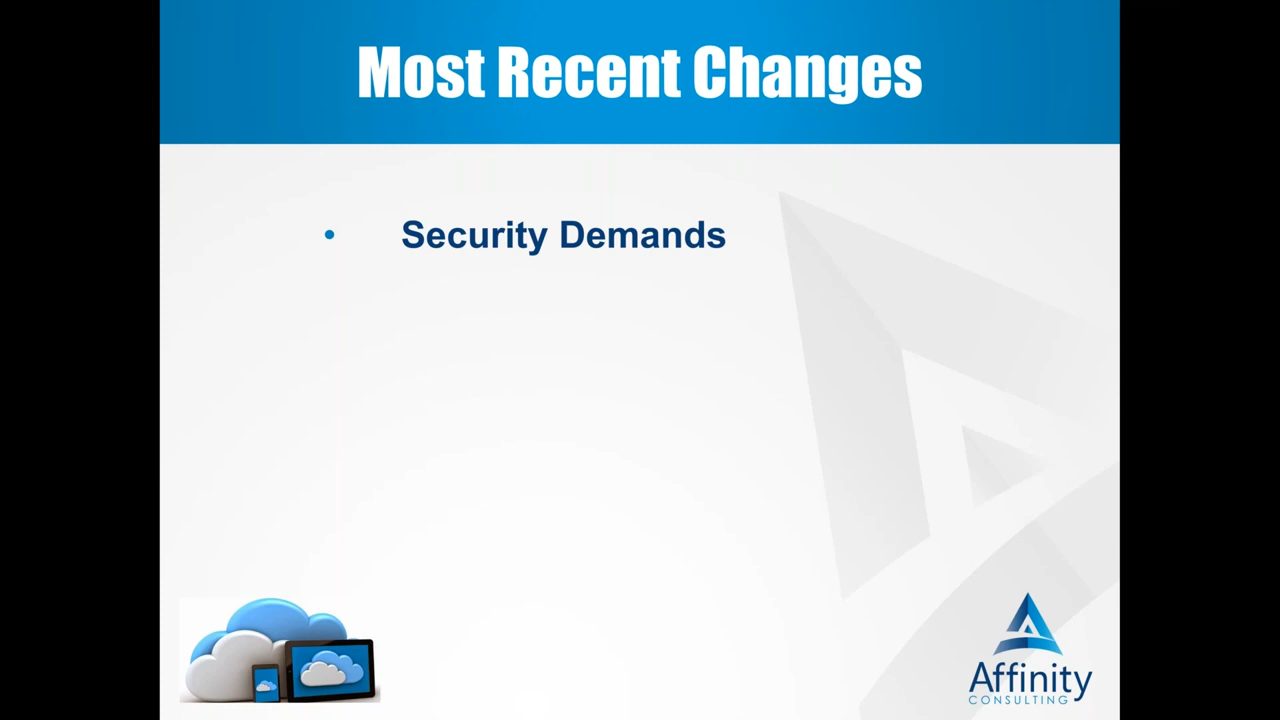 Most Recent Changes
• Security Demands
Affinity
CONSULTING